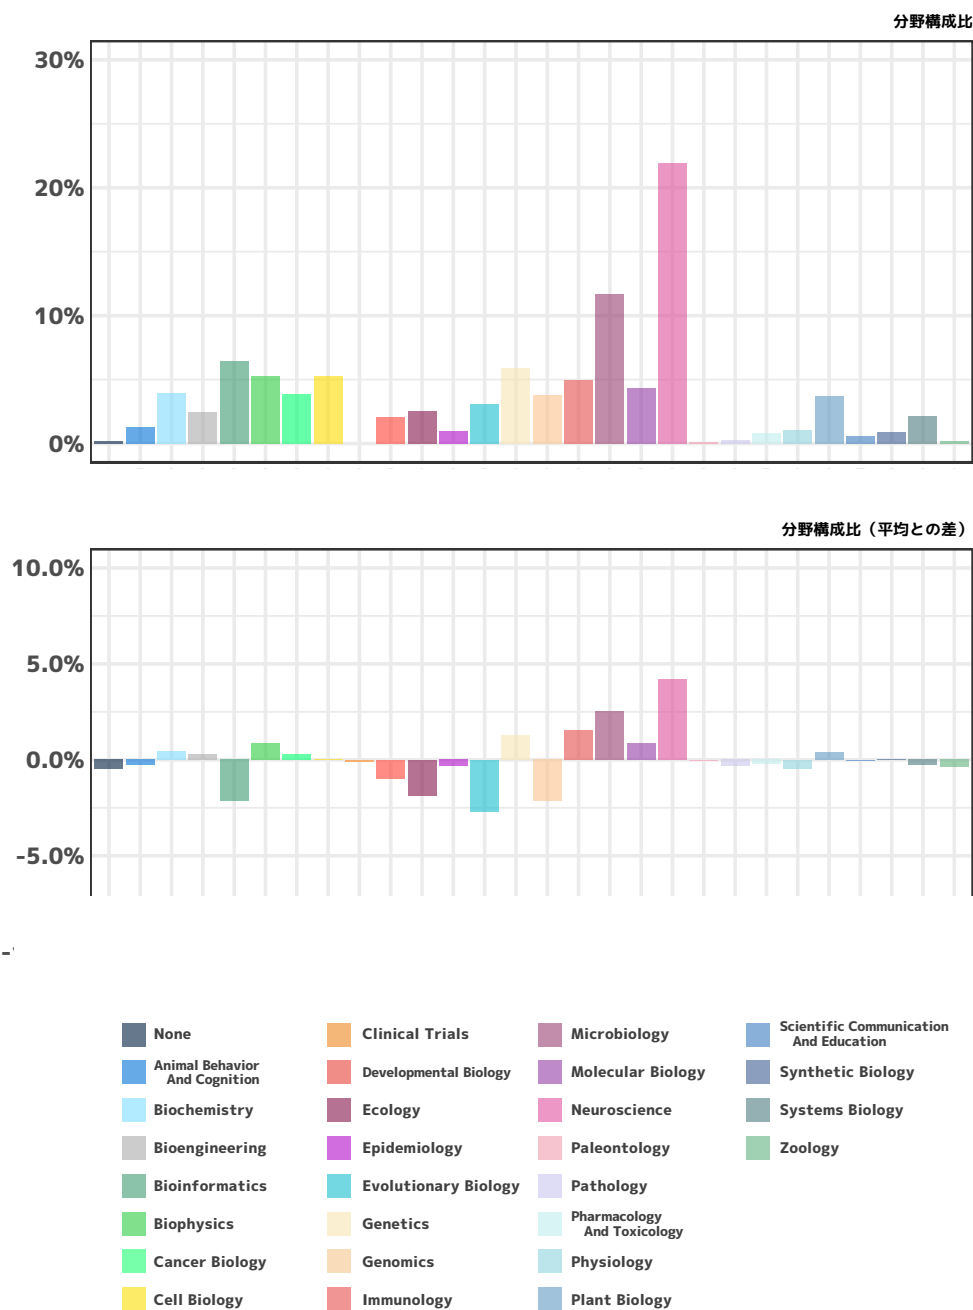 分野構成比
30%
20%
10%
0%
分野構成比（平均との差）
10.0%
5.0%
0.0%
-5.0%
None
Animal Behavior
And Cognition
Biochemistry
Bioengineering
Bioinformatics
Biophysics
Cancer Biology
Cell Biology
Clinical Trials
Developmental Biology
Ecology
Epidemiology
Evolutionary Biology
Genetics
Genomics
Immunology
Microbiology
Molecular Biology
Neuroscience
Paleontology
Pathology
Pharmacology
And Toxicology
Physiology
Plant Biology
Scientific Communication
And Education
Synthetic Biology
Systems Biology
Zoology